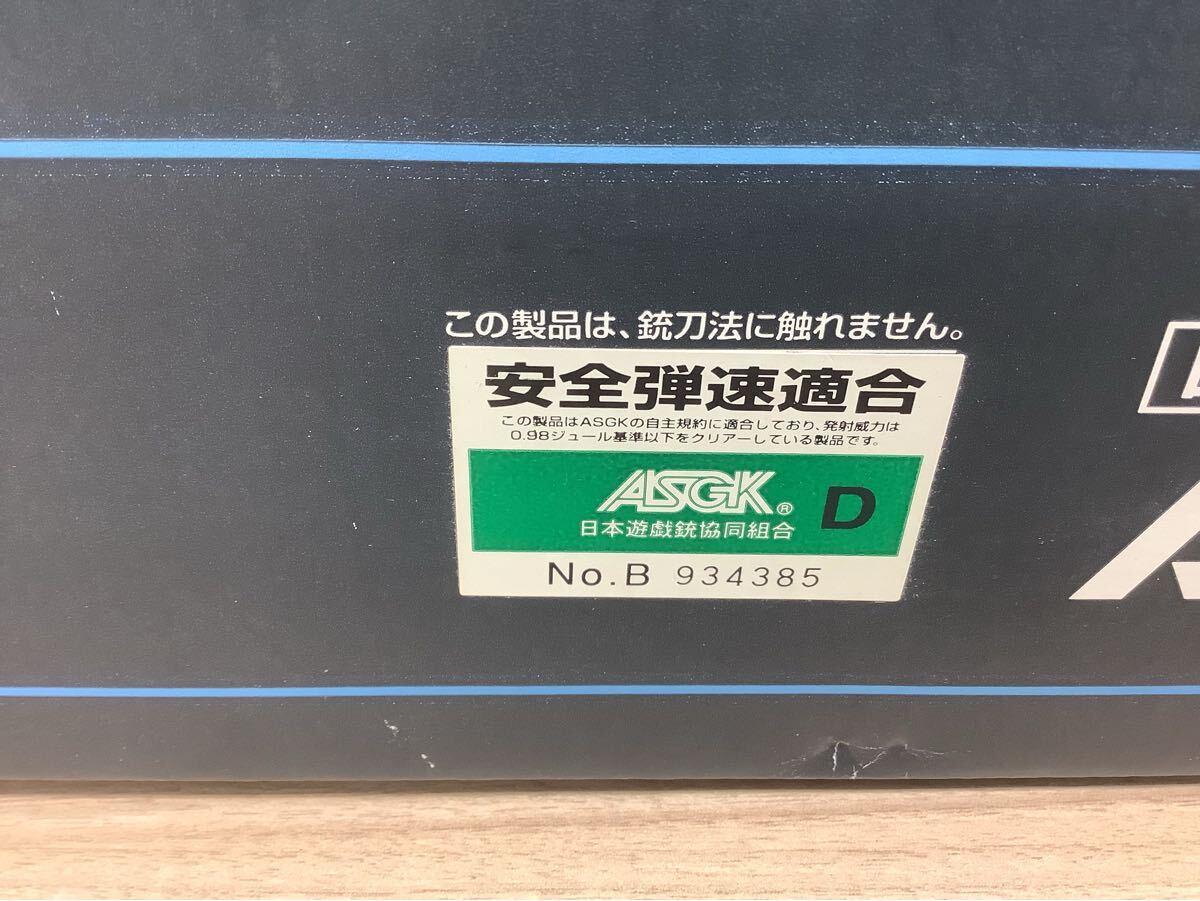 この製品は、銃刀法に触れません。
安全弾速適合
この製品はASGKの自主規約に適合しており、発射威力は
0.98ジュール基準以下をクリアーしている製品です。
ASGK® D
日本遊戯銃協同組合
No.B 934385